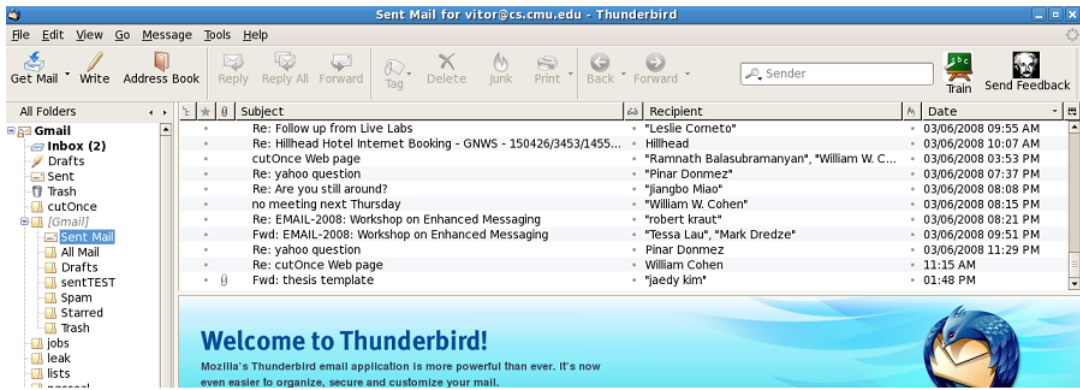 Sent Mail for vitor@cs.cmu.edu - Thunderbird
File Edit View Go Message Tools Help
Get Mail Write Address Book Reply Reply All Forward Tag Delete Junk Print Back Forward Sender Train Send Feedback
All Folders Subject Recipient Date
Gmail
Inbox (2)
Drafts
Sent
Trash
cutOnce
[Gmail]
Sent Mail
All Mail
Drafts
sentTEST
Spam
Starred
Trash
jobs
leak
lists
Re: Follow up from Live Labs "Leslie Corneto" 03/06/2008 09:55 AM
Re: Hillhead Hotel Internet Booking - GNWS - 150426/3453/1455... Hillhead 03/06/2008 10:07 AM
cutOnce Web page "Ramnath Balasubramanyan", "William W. C... 03/06/2008 03:53 PM
Re: yahoo question "Pinar Donmez" 03/06/2008 07:37 PM
Re: Are you still around? "Jiangbo Miao" 03/06/2008 08:08 PM
no meeting next Thursday "William W. Cohen" 03/06/2008 08:15 PM
Re: EMAIL-2008: Workshop on Enhanced Messaging "robert kraut" 03/06/2008 08:21 PM
Fwd: EMAIL-2008: Workshop on Enhanced Messaging "Tessa Lau", "Mark Dredze" 03/06/2008 09:51 PM
Re: yahoo question Pinar Donmez 03/06/2008 11:29 PM
Re: cutOnce Web page William Cohen 11:15 AM
Fwd: thesis template "jaedy kim" 01:48 PM
Welcome to Thunderbird!
Mozilla's Thunderbird email application is more powerful than ever. It's now
even easier to organize, secure and customize your mail.